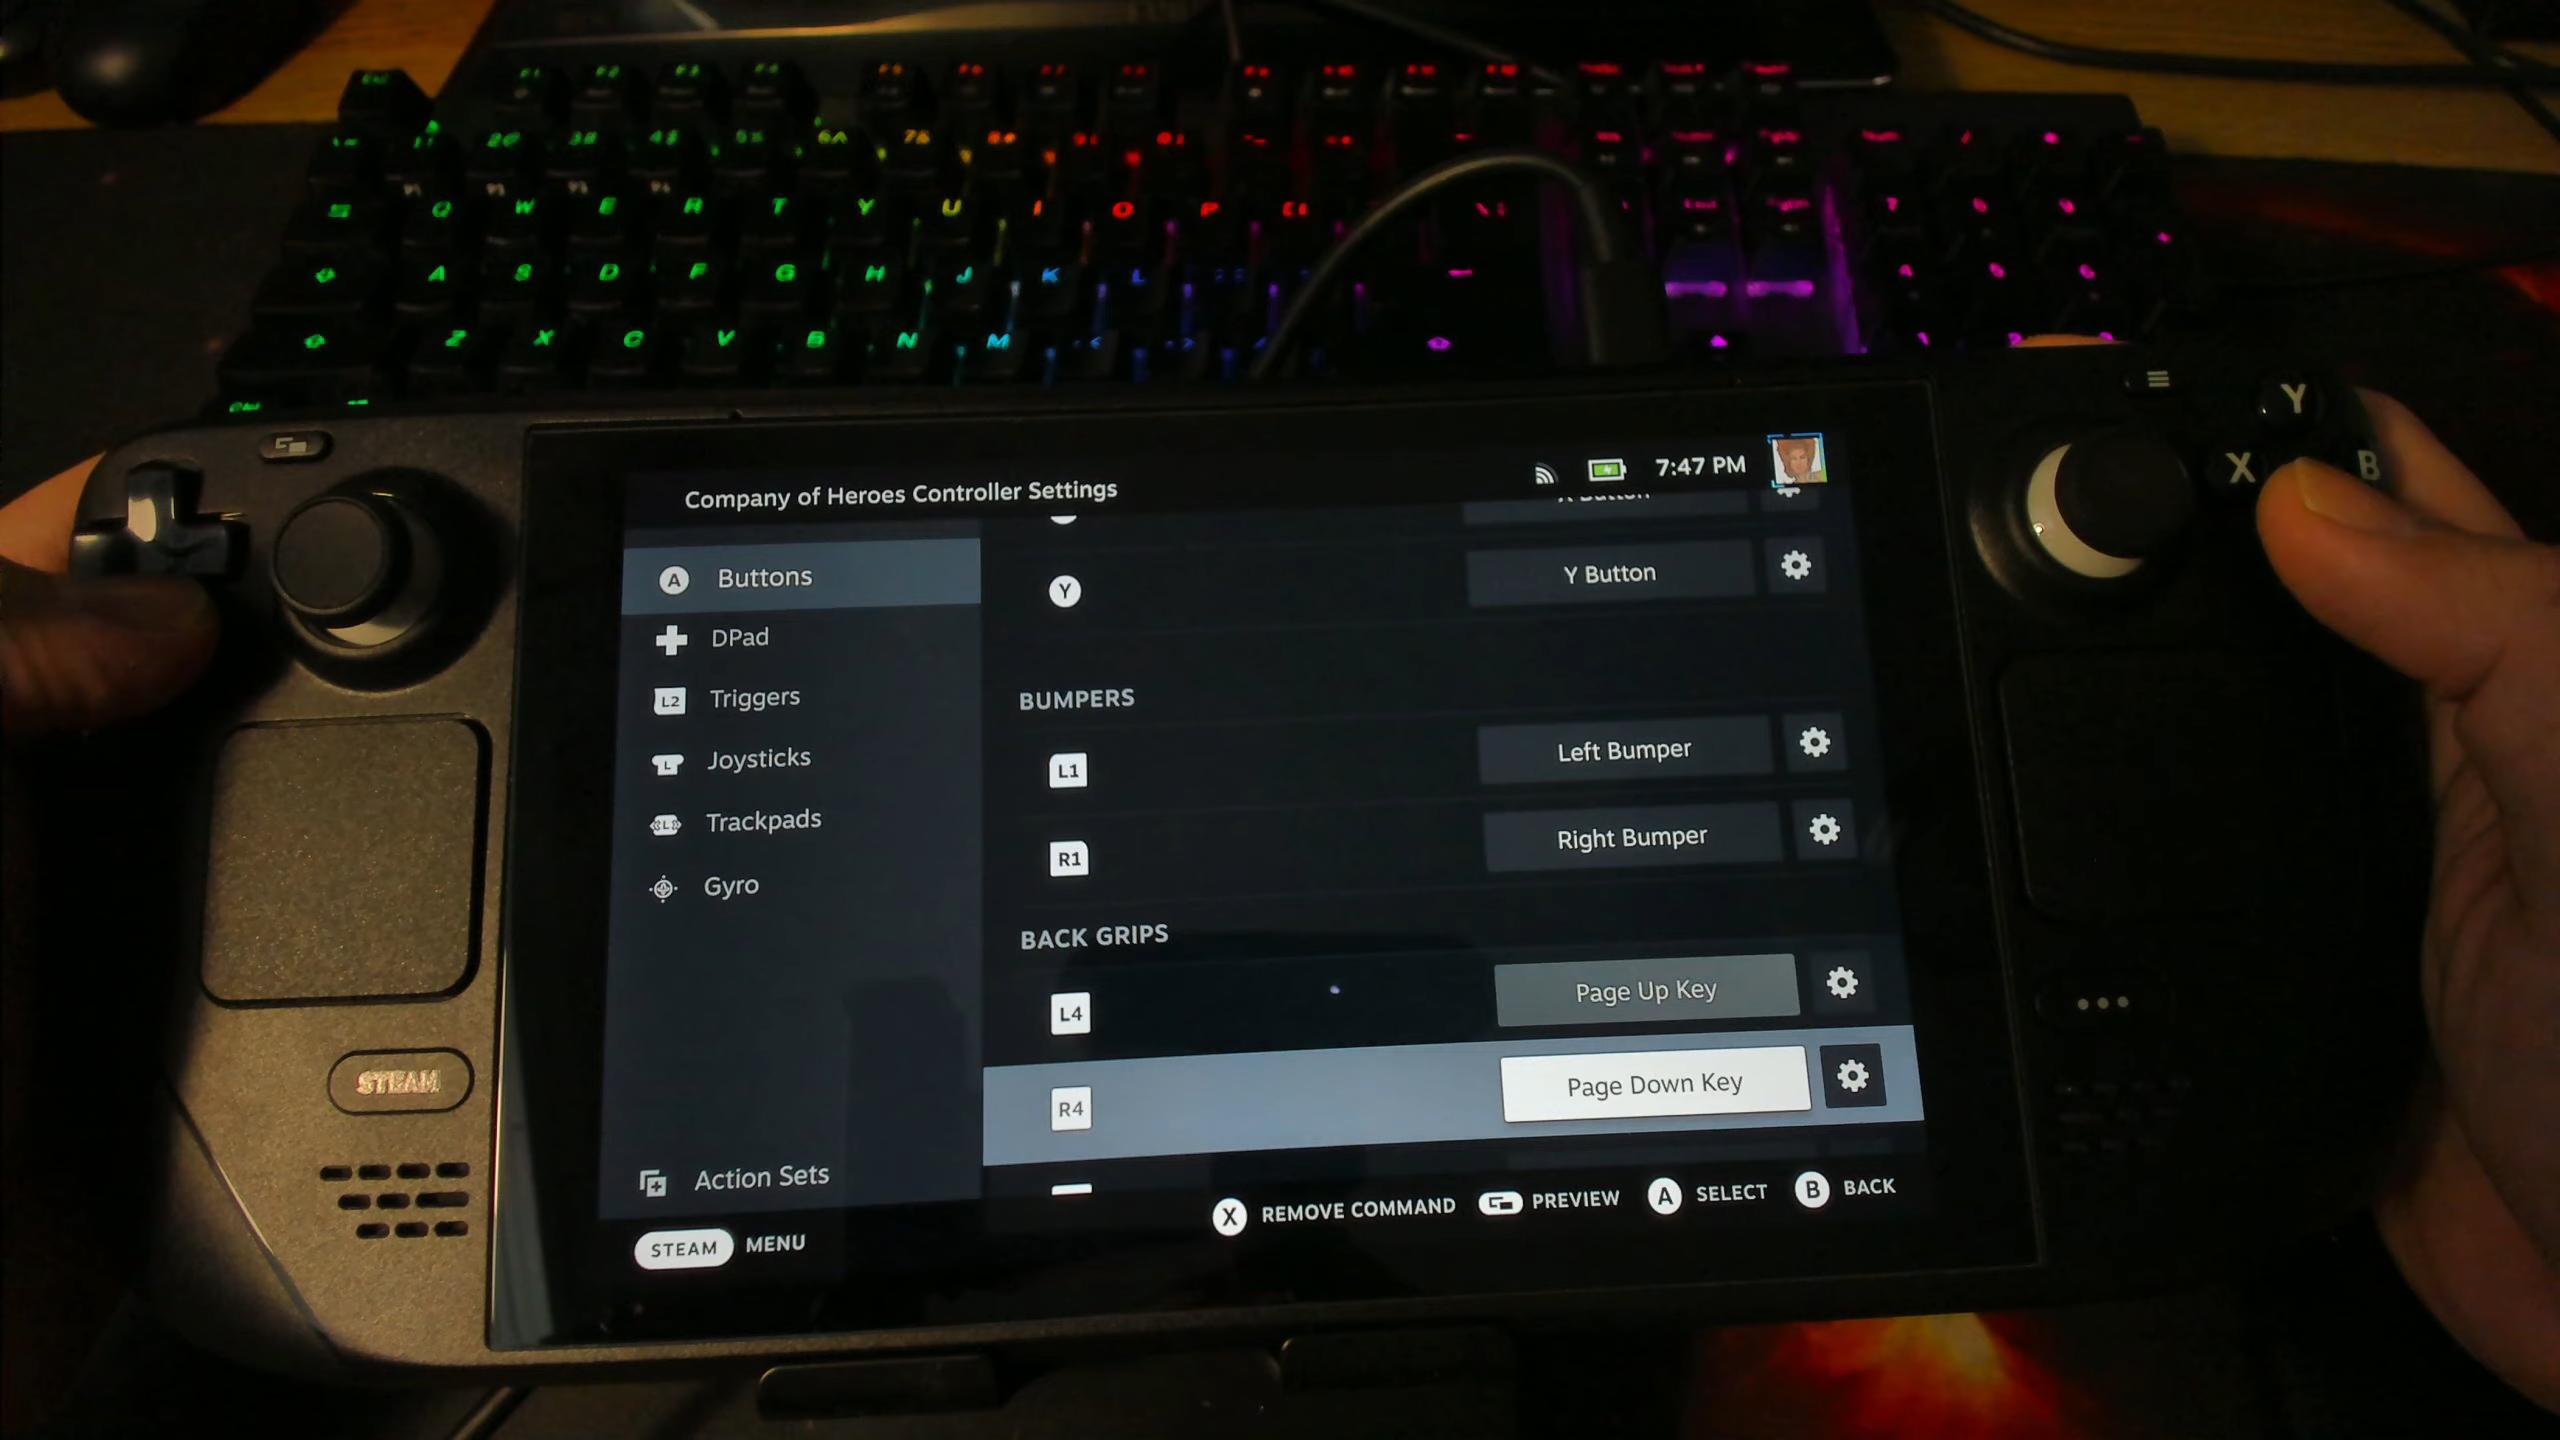 Q W E R T Y U I O P
A S D F G H J K L
Z X C V B N M
Y
X B
7:47 PM
Company of Heroes Controller Settings
A Buttons
Y Y Button
DPad
L2 Triggers
BUMPERS
L Joysticks
L1 Left Bumper
L Trackpads
R1 Right Bumper
Gyro
BACK GRIPS
L4 Page Up Key
R4 Page Down Key
Action Sets
X REMOVE COMMAND PREVIEW A SELECT B BACK
STEAM MENU
STEAM